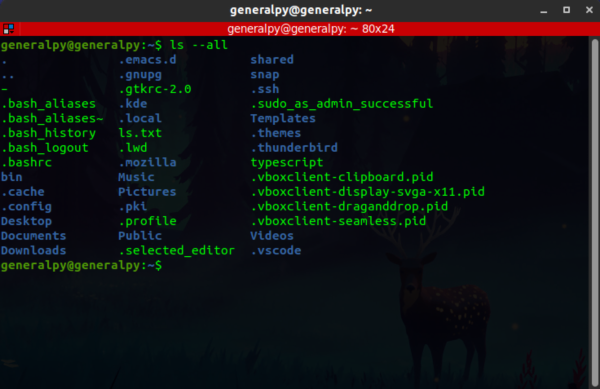 generalpy@generalpy: ~
generalpy@generalpy: ~ 80x24
generalpy@generalpy:~$ ls --all
. .emacs.d shared
.. .gnupg snap
- .gtkrc-2.0 .ssh
.bash_aliases .kde .sudo_as_admin_successful
.bash_aliases~ .local Templates
.bash_history ls.txt .themes
.bash_logout .lwd .thunderbird
.bashrc .mozilla typescript
bin Music .vboxclient-clipboard.pid
.cache Pictures .vboxclient-display-svga-x11.pid
.config .pki .vboxclient-draganddrop.pid
Desktop .profile .vboxclient-seamless.pid
Documents Public Videos
Downloads .selected_editor .vscode
generalpy@generalpy:~$